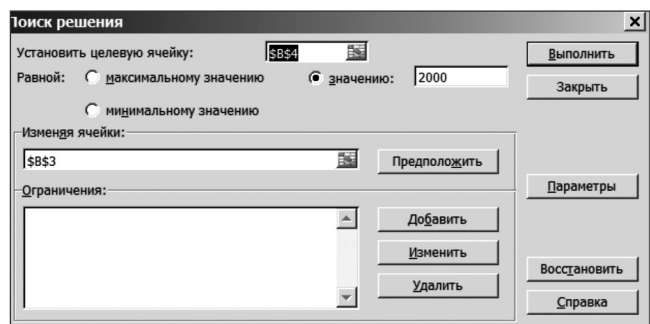 Поиск решения
Установить целевую ячейку: $B$4 Выполнить
Равной: максимальному значению значению: 2000 Закрыть
минимальному значению
Изменяя ячейки:
$B$3 Предположить
Ограничения: Параметры
Добавить
Изменить
Удалить Восстановить
Справка